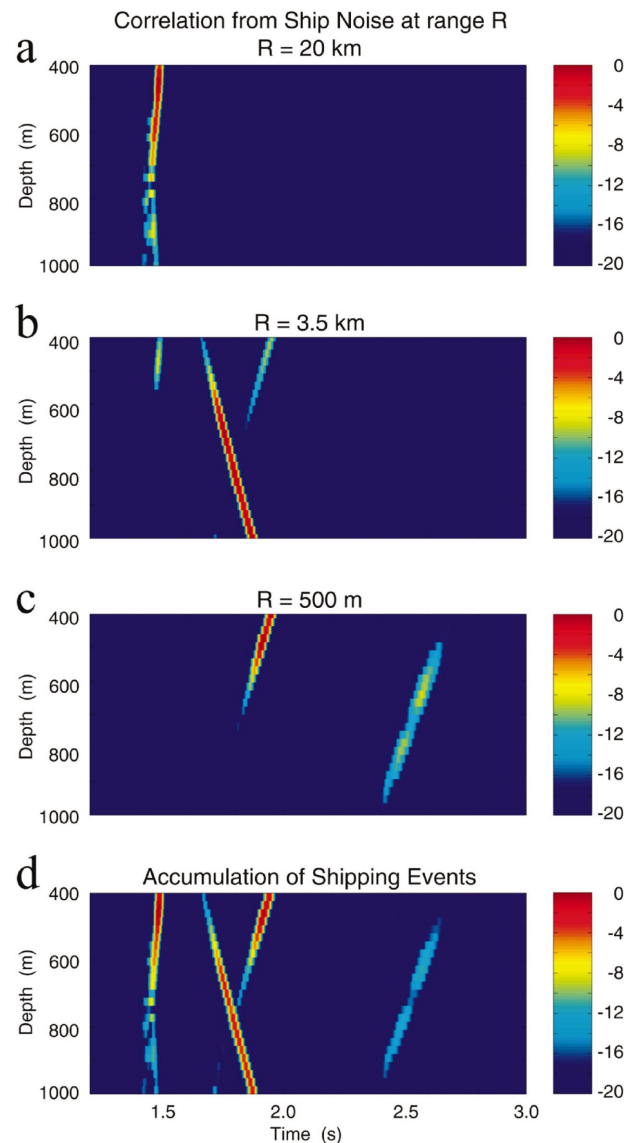 Correlation from Ship Noise at range R
a
R = 20 km
400
600
800
1000
Depth (m)
0
-4
-8
-12
-16
-20
b
R = 3.5 km
400
600
800
1000
Depth (m)
0
-4
-8
-12
-16
-20
c
R = 500 m
400
600
800
1000
Depth (m)
0
-4
-8
-12
-16
-20
d
Accumulation of Shipping Events
400
600
800
1000
Depth (m)
0
-4
-8
-12
-16
-20
1.5 2.0 2.5 3.0
Time (s)